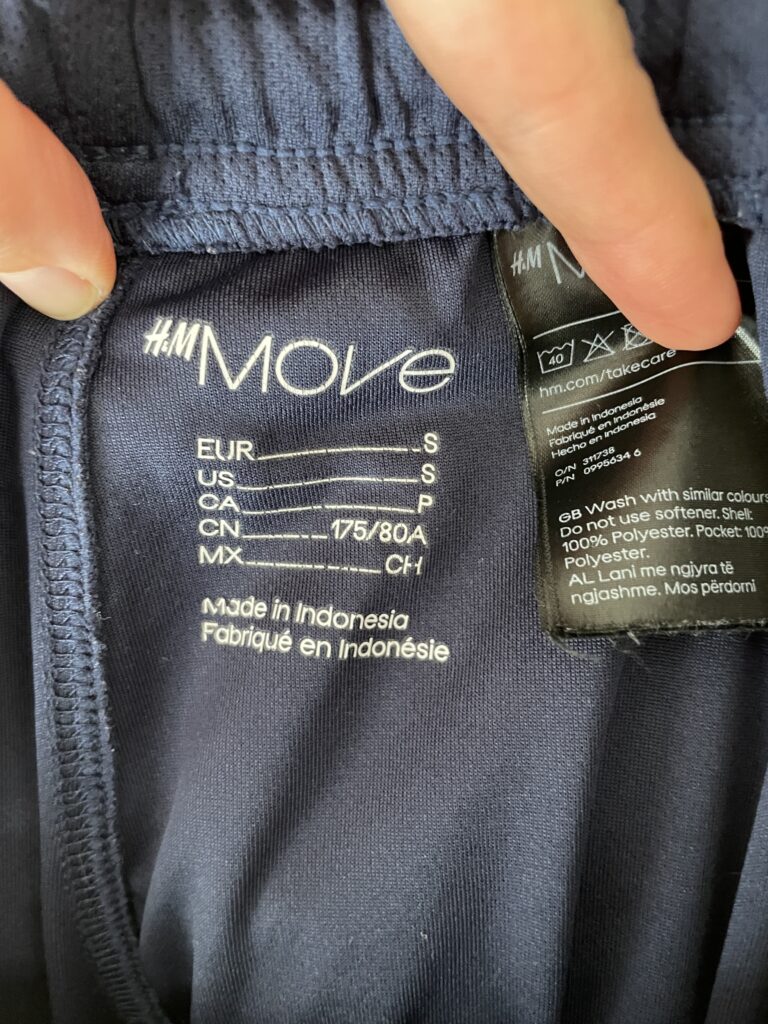 H&M MOVE
EUR S
US S
CA P
CN 175/80A
MX CH
Made in Indonesia
Fabriqué en Indonésie
H&M
40
hm.com/takecare
Made in Indonesia
Fabriqué en Indonésie
Hecho en Indonesia
O/N 311738
P/N 0995634 6
GB Wash with similar colours
Do not use softener. Shell:
100% Polyester. Pocket: 100%
Polyester.
AL Lani me ngjyra të
ngjashme. Mos përdorni